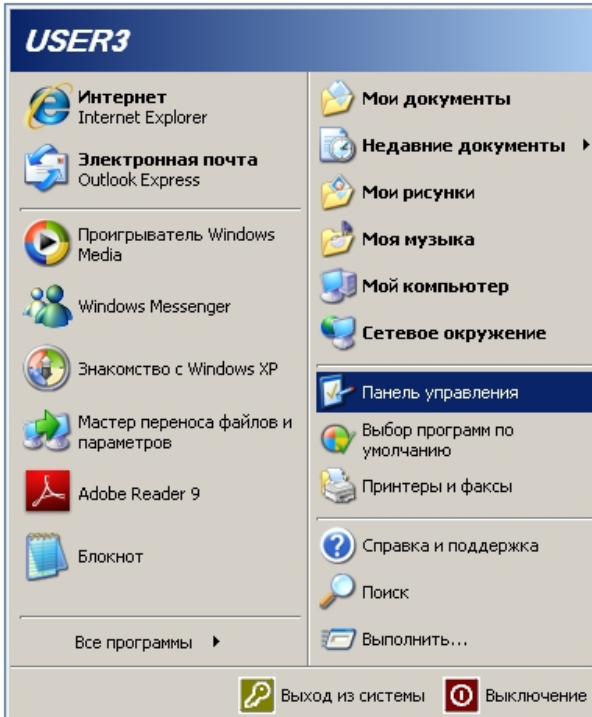 USER3
Интернет
Internet Explorer
Электронная почта
Outlook Express
Проигрыватель Windows
Media
Windows Messenger
Знакомство с Windows XP
Мастер переноса файлов и
параметров
Adobe Reader 9
Блокнот
Все программы
Мои документы
Недавние документы
Мои рисунки
Моя музыка
Мой компьютер
Сетевое окружение
Панель управления
Выбор программ по
умолчанию
Принтеры и факсы
Справка и поддержка
Поиск
Выполнить...
Выход из системы
Выключение